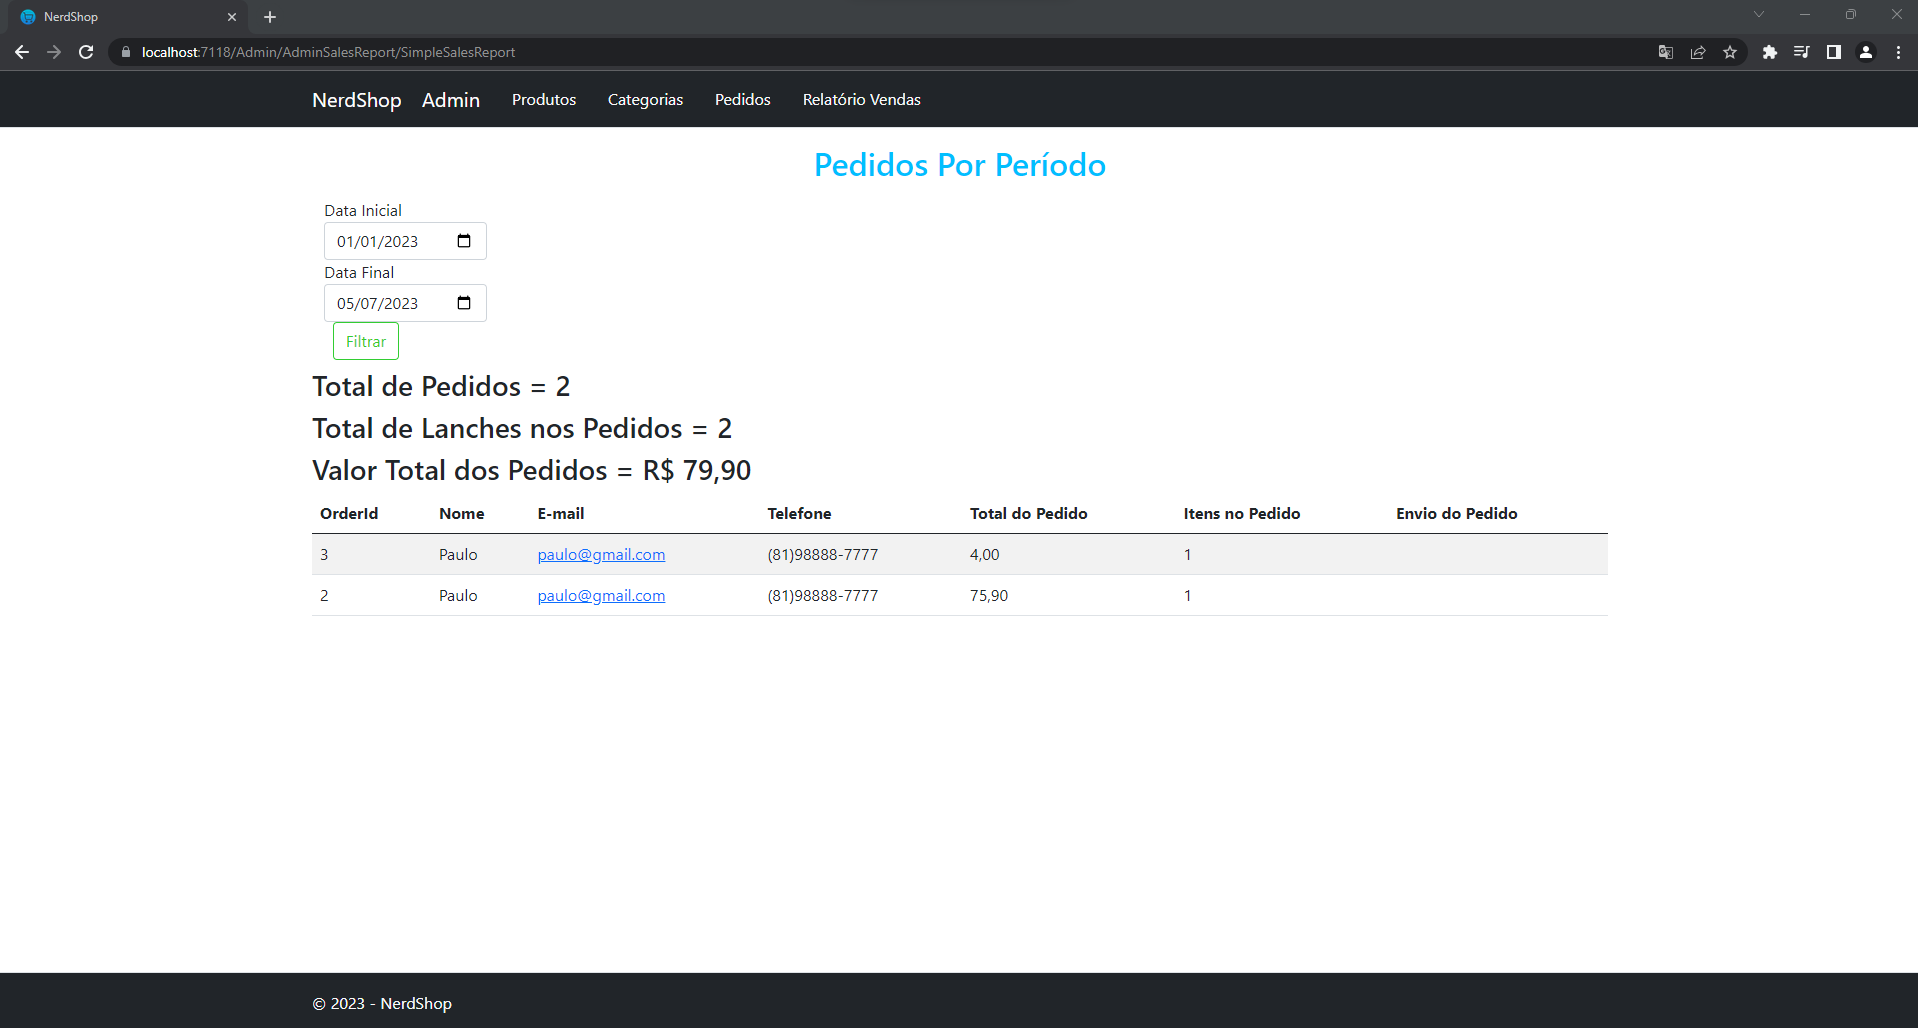 NerdShop
localhost:7118/Admin/AdminSalesReport/SimpleSalesReport
NerdShop Admin Produtos Categorias Pedidos Relatório Vendas
Pedidos Por Período
Data Inicial
01/01/2023
Data Final
05/07/2023
Filtrar
Total de Pedidos = 2
Total de Lanches nos Pedidos = 2
Valor Total dos Pedidos = R$ 79,90
OrderId Nome E-mail Telefone Total do Pedido Itens no Pedido Envio do Pedido
3 Paulo paulo@gmail.com (81)98888-7777 4,00 1
2 Paulo paulo@gmail.com (81)98888-7777 75,90 1
© 2023 - NerdShop